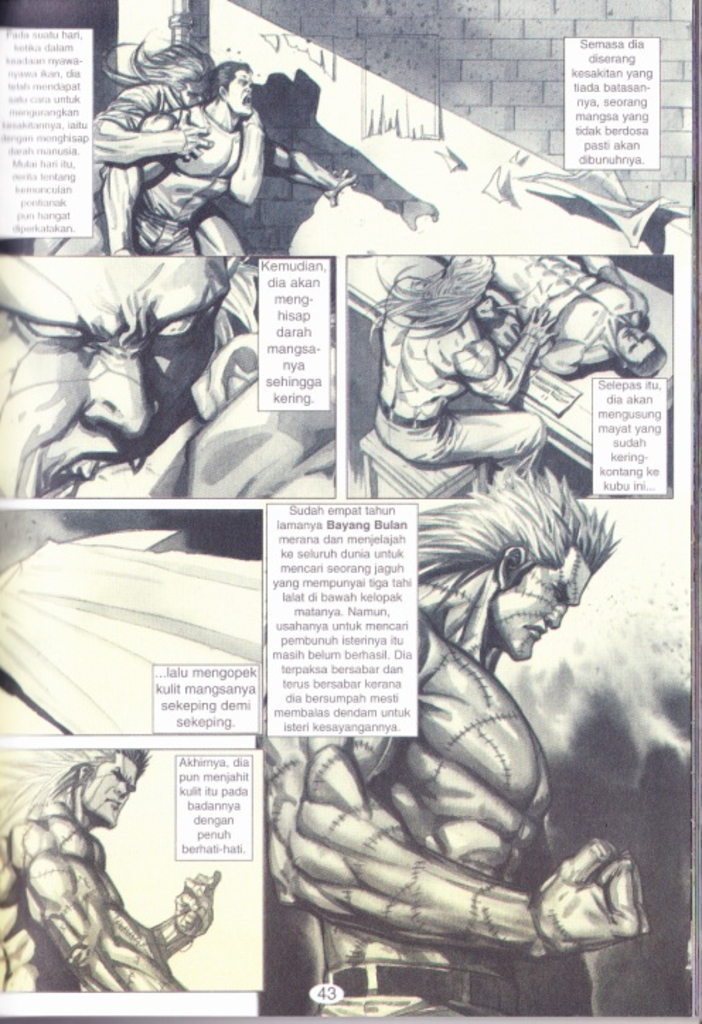 Pada suatu hari,
ketika dalam
keadaan nyawa-
nyawa ikan, dia
telah mendapat
satu cara untuk
mengurangkan
kesakitannya, iaitu
dengan menghisap
darah manusia.
Mulai hari itu,
cerita tentang
kemunculan
pontianak
pun hangat
diperkatakan.
Semasa dia
diserang
kesakitan yang
tiada batasan-
nya, seorang
mangsa yang
tidak berdosa
pasti akan
dibunuhnya.
Kemudian,
dia akan
meng-
hisap
darah
mangsa-
nya
sehingga
kering.
Selepas itu,
dia akan
mengusung
mayat yang
sudah
kering-
kontang ke
kubu ini...
...lalu mengopek
kulit mangsanya
sekeping demi
sekeping.
Sudah empat tahun
lamanya Bayang Bulan
merana dan menjelajah
ke seluruh dunia untuk
mencari seorang jaguh
yang mempunyai tiga tahi
lalat di bawah kelopak
matanya. Namun,
usahanya untuk mencari
pembunuh isterinya itu
masih belum berhasil. Dia
terpaksa bersabar dan
terus bersabar kerana
dia bersumpah mesti
membalas dendam untuk
isteri kesayangannya.
Akhirnya, dia
pun menjahit
kulit itu pada
badannya
dengan
penuh
berhati-hati.
43